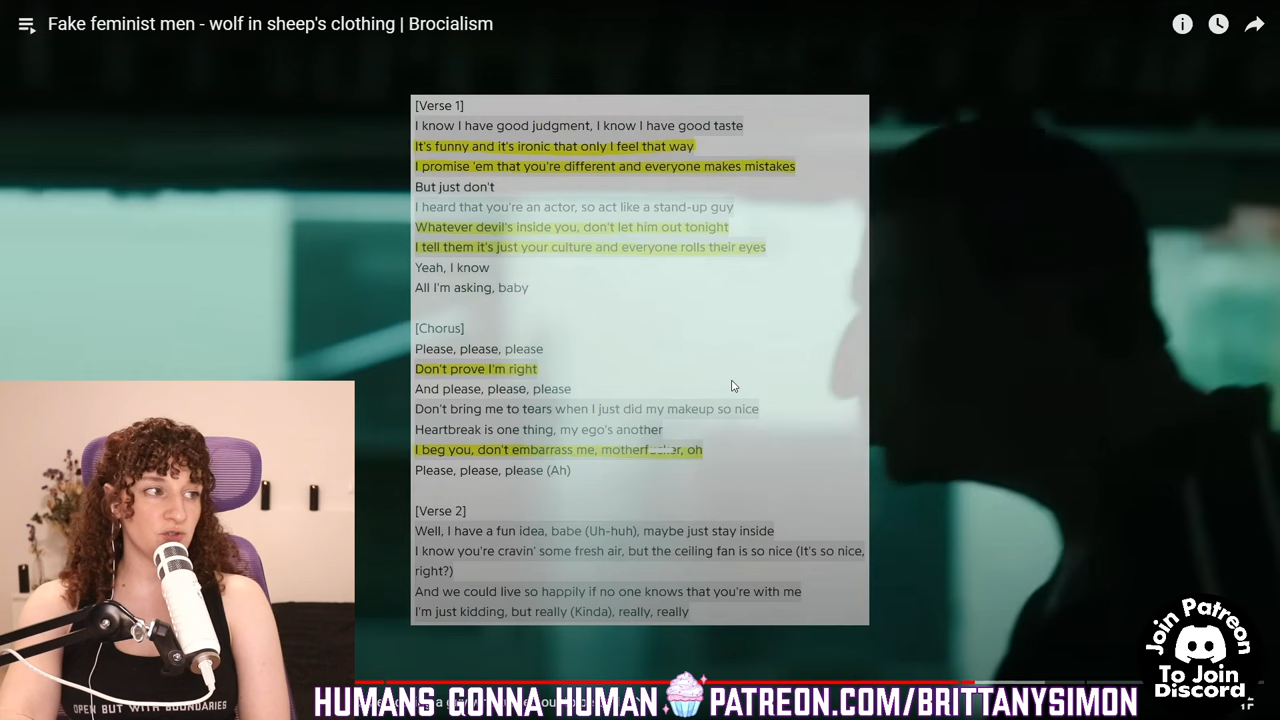 Fake feminist men - wolf in sheep's clothing | Brocialism
[Verse 1]
I know I have good judgment, I know I have good taste
It's funny and it's ironic that only I feel that way
I promise 'em that you're different and everyone makes mistakes
But just don't
I heard that you're an actor, so act like a stand-up guy
Whatever devil's inside you, don't let him out tonight
I tell them it's just your culture and everyone rolls their eyes
Yeah, I know
All I'm asking, baby
[Chorus]
Please, please, please
Don't prove I'm right
And please, please, please
Don't bring me to tears when I just did my makeup so nice
Heartbreak is one thing, my ego's another
I beg you, don't embarrass me, motherf er, oh
Please, please, please (Ah)
[Verse 2]
Well, I have a fun idea, babe (Uh-huh), maybe just stay inside
I know you're cravin' some fresh air, but the ceiling fan is so nice (It's so nice,
right?)
And we could live so happily if no one knows that you're with me
I'm just kidding, but really (Kinda), really, really
OPEN BUT WITH BOUNDARIES
Join Patreon
To Join
Discord
HUMANS GONNA HUMAN PATREON.COM/BRITTANYSIMON